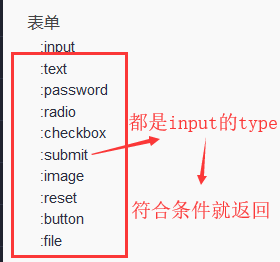 表单
:input
:text
:password
:radio
:checkbox
都是input的type
:submit
:image
:reset
符合条件就返回
:button
:file